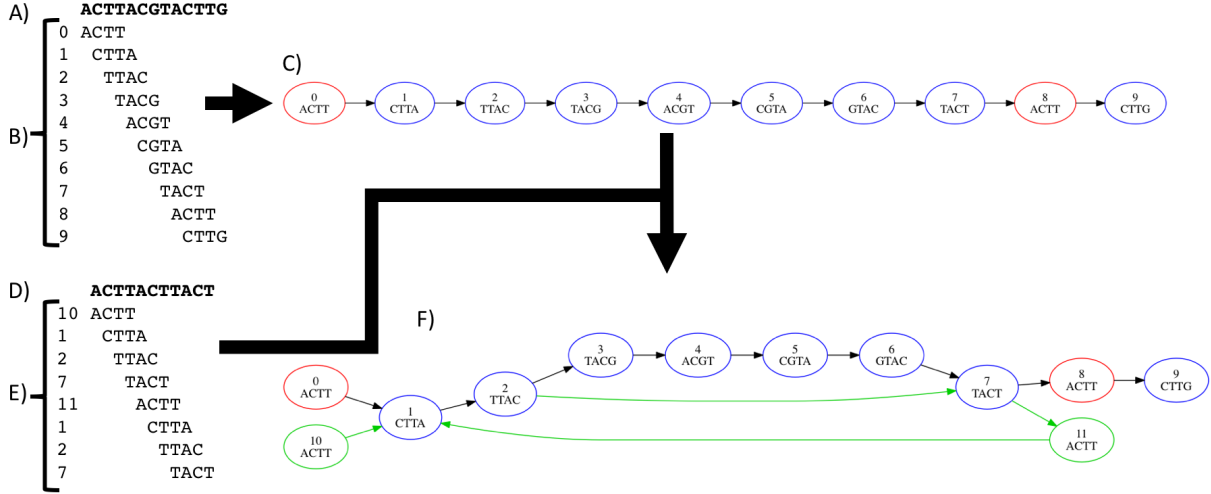 A) ACTTACGTACTTG
B)
0 ACTT
1 CTTA
2 TTAC
3 TACG
4 ACGT
5 CGTA
6 GTAC
7 TACT
8 ACTT
9 CTTG
C)
0 ACTT
1 CTTA
2 TTAC
3 TACG
4 ACGT
5 CGTA
6 GTAC
7 TACT
8 ACTT
9 CTTG
D) ACTTACTTACT
E)
10 ACTT
1 CTTA
2 TTAC
7 TACT
11 ACTT
1 CTTA
2 TTAC
7 TACT
F)
0 ACTT
10 ACTT
1 CTTA
2 TTAC
3 TACG
4 ACGT
5 CGTA
6 GTAC
7 TACT
8 ACTT
9 CTTG
11 ACTT